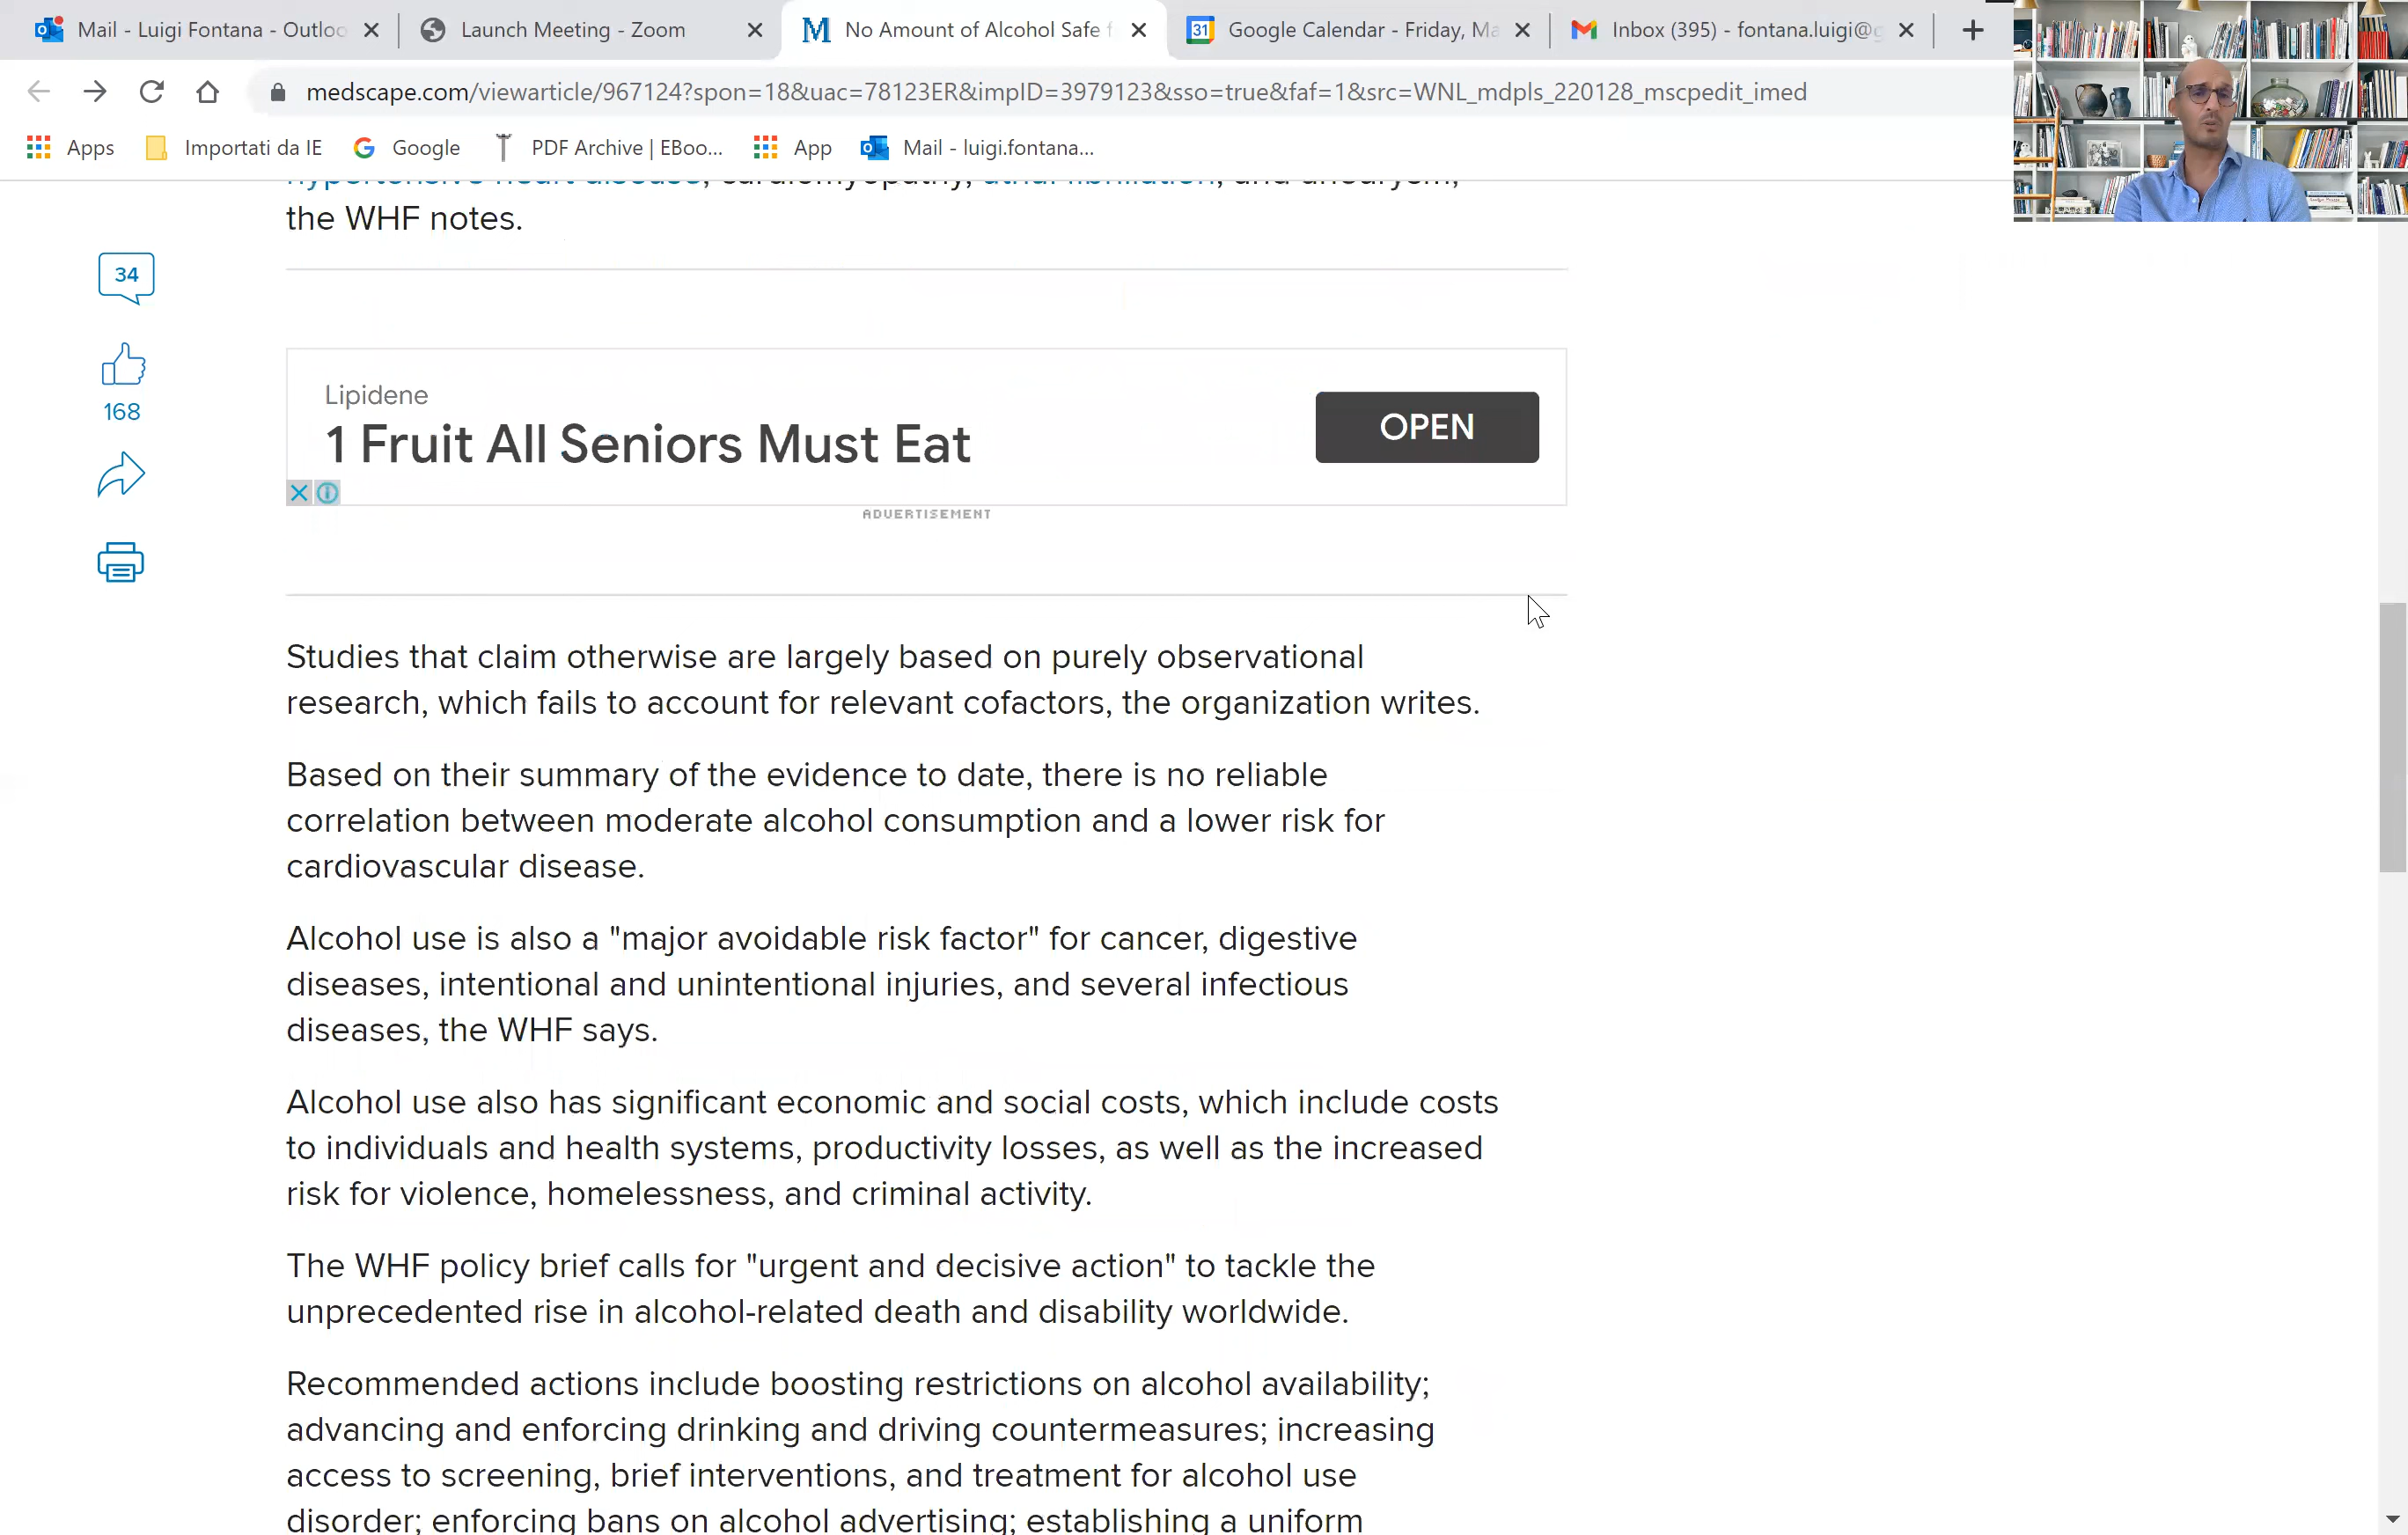 Mail - Luigi Fontana - Outloo
Launch Meeting - Zoom
No Amount of Alcohol Safe f
Google Calendar - Friday, Ma
Inbox (395) - fontana.luigi@g
medscape.com/viewarticle/967124?spon=18&uac=78123ER&impID=3979123&sso=true&faf=1&src=WNL_mdpls_220128_mscpedit_imed
Apps
Importati da IE
Google
PDF Archive | EBoo...
App
Mail - luigi.fontana...
hypertensive heart disease, cardiomyopathy, atrial fibrillation, and aneurysm,
the WHF notes.
34
168
Lipidene
1 Fruit All Seniors Must Eat
OPEN
ADVERTISEMENT
Studies that claim otherwise are largely based on purely observational
research, which fails to account for relevant cofactors, the organization writes.
Based on their summary of the evidence to date, there is no reliable
correlation between moderate alcohol consumption and a lower risk for
cardiovascular disease.
Alcohol use is also a "major avoidable risk factor" for cancer, digestive
diseases, intentional and unintentional injuries, and several infectious
diseases, the WHF says.
Alcohol use also has significant economic and social costs, which include costs
to individuals and health systems, productivity losses, as well as the increased
risk for violence, homelessness, and criminal activity.
The WHF policy brief calls for "urgent and decisive action" to tackle the
unprecedented rise in alcohol-related death and disability worldwide.
Recommended actions include boosting restrictions on alcohol availability;
advancing and enforcing drinking and driving countermeasures; increasing
access to screening, brief interventions, and treatment for alcohol use
disorder; enforcing bans on alcohol advertising; establishing a uniform